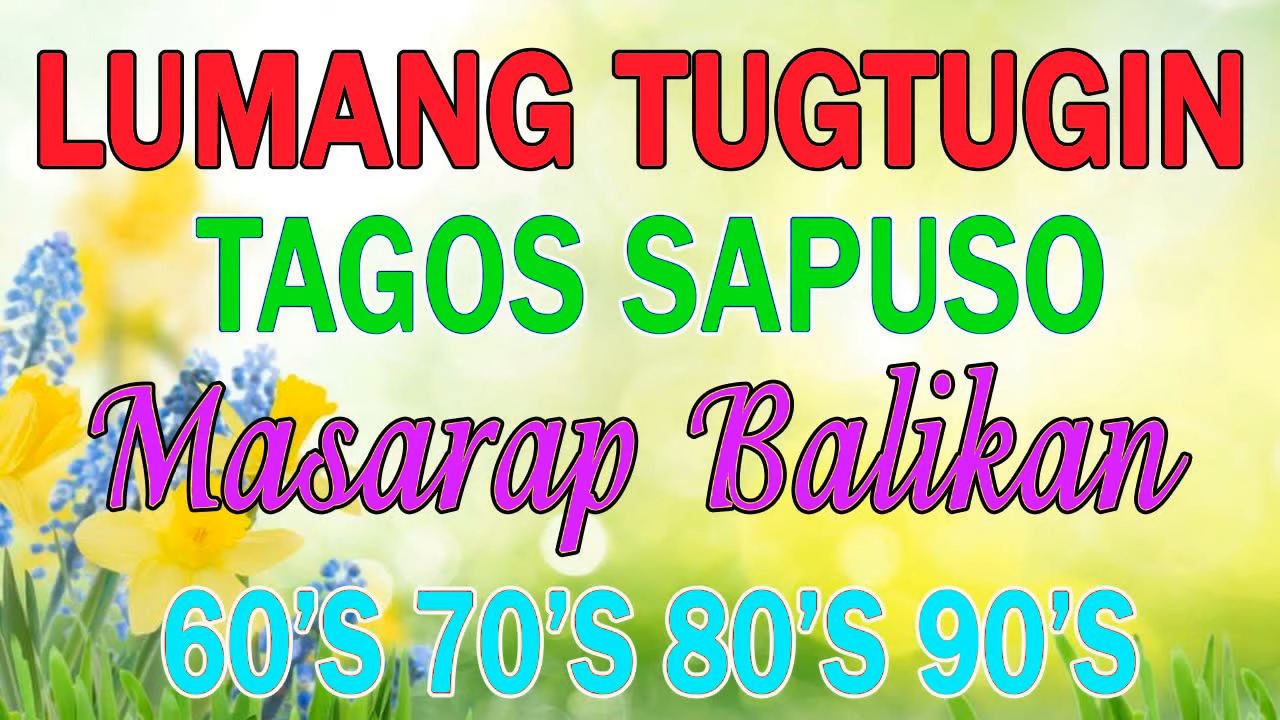 LUMANG TUGTUGIN
TAGOS SAPUSO
Masarap Balikan
60'S 70'S 80'S 90'S